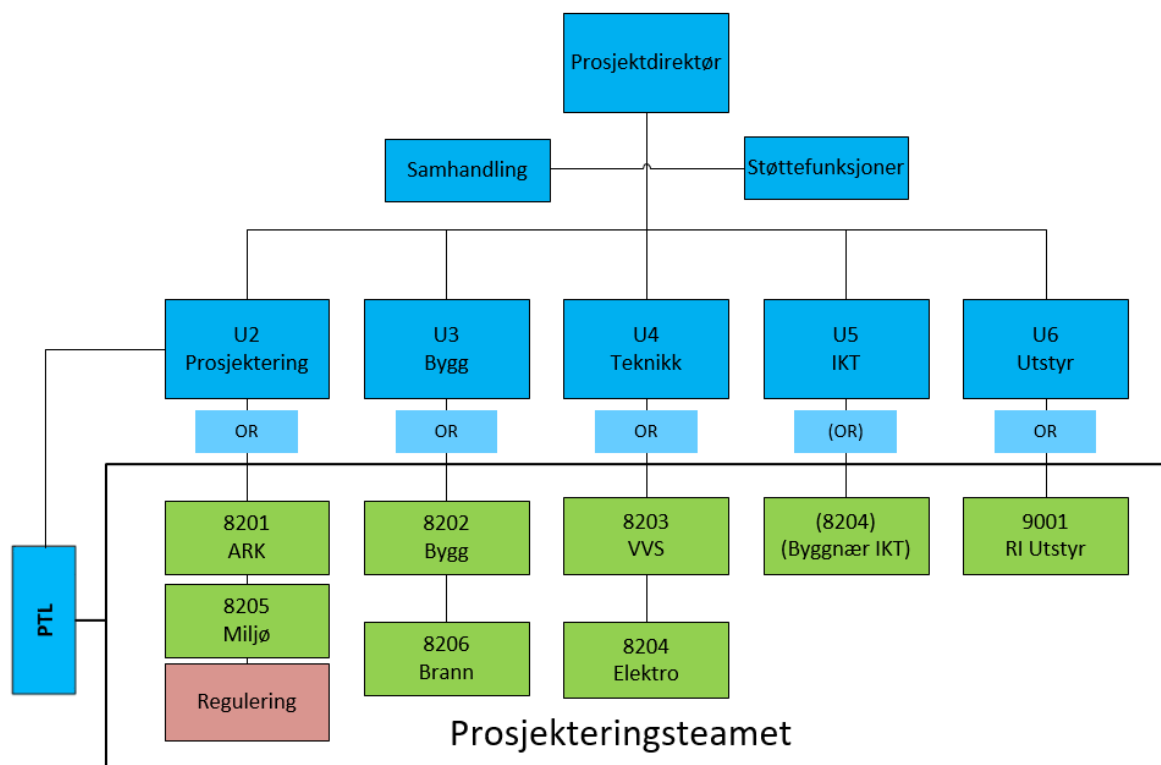 Prosjektdirektør
Samhandling
Støttefunksjoner
U2
Prosjektering
U3
Bygg
U4
Teknikk
U5
IKT
U6
Utstyr
OR
OR
OR
(OR)
OR
8201
ARK
8202
Bygg
8203
VVS
(8204)
(Byggnær IKT)
9001
RI Utstyr
PTL
8205
Miljø
8206
Brann
8204
Elektro
Regulering
Prosjekteringsteamet